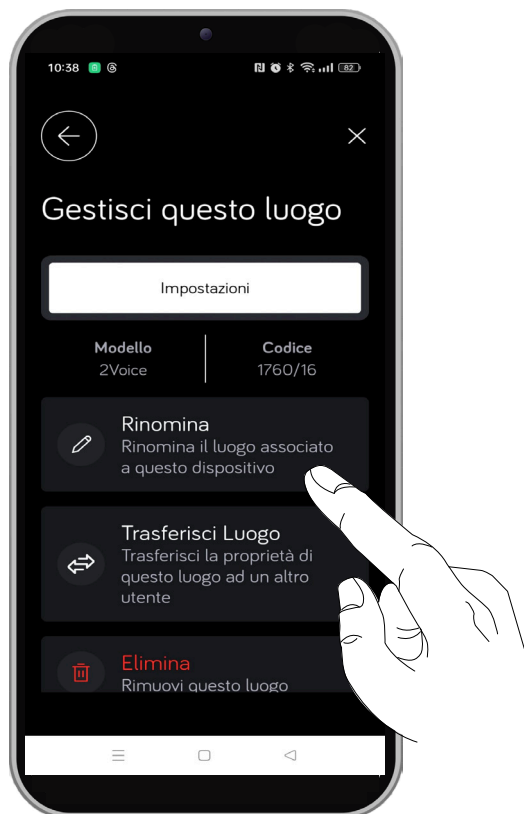 10:38
82
Gestisci questo luogo
Impostazioni
Modello
2Voice
Codice
1760/16
Rinomina
Rinomina il luogo associato
a questo dispositivo
Trasferisci Luogo
Trasferisci la proprietà di
questo luogo ad un altro
utente
Elimina
Rimuovi questo luogo